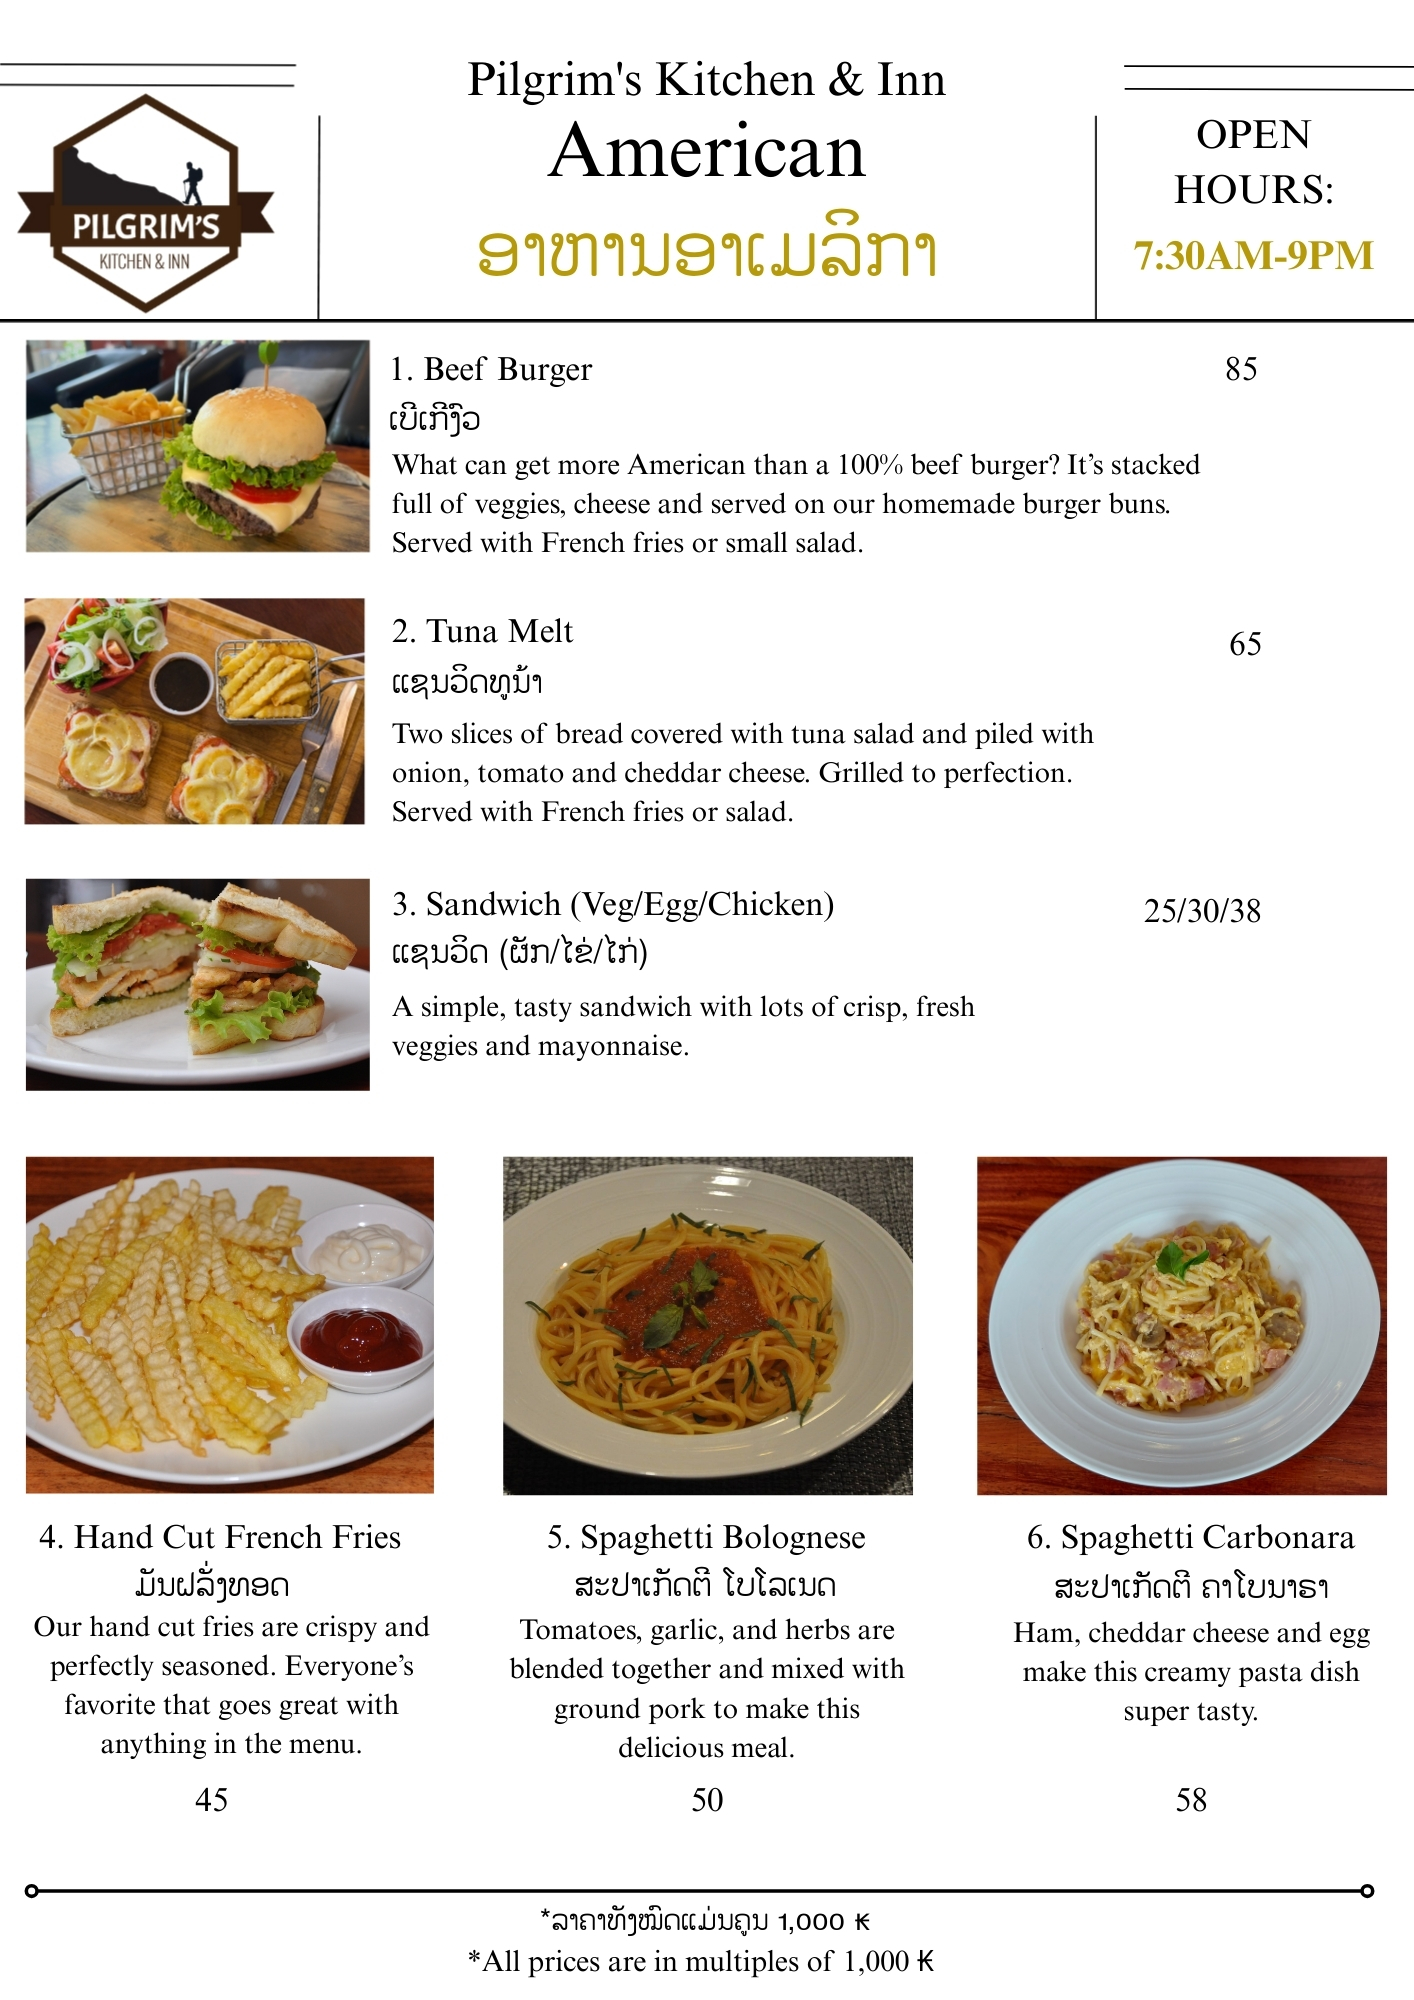 Pilgrim's Kitchen & Inn
American
ອາຫານອາເມລິກາ
PILGRIM'S
KITCHEN & INN
OPEN
HOURS:
7:30AM-9PM
1. Beef Burger 85
ເບີເກີງົວ
What can get more American than a 100% beef burger? It’s stacked
full of veggies, cheese and served on our homemade burger buns.
Served with French fries or small salad.
2. Tuna Melt 65
ແຊນວິດທູນ້າ
Two slices of bread covered with tuna salad and piled with
onion, tomato and cheddar cheese. Grilled to perfection.
Served with French fries or salad.
3. Sandwich (Veg/Egg/Chicken) 25/30/38
ແຊນວິດ (ຜັກ/ໄຂ່/ໄກ່)
A simple, tasty sandwich with lots of crisp, fresh
veggies and mayonnaise.
4. Hand Cut French Fries
ມັນຝລັ່ງທອດ
Our hand cut fries are crispy and
perfectly seasoned. Everyone’s
favorite that goes great with
anything in the menu.
45
5. Spaghetti Bolognese
ສະປາເກັດຕີ ໂບໂລເນດ
Tomatoes, garlic, and herbs are
blended together and mixed with
ground pork to make this
delicious meal.
50
6. Spaghetti Carbonara
ສະປາເກັດຕີ ຄາໂບນາຣາ
Ham, cheddar cheese and egg
make this creamy pasta dish
super tasty.
58
*ລາຄາທັງໝົດແມ່ນຄູນ 1,000 ₭
*All prices are in multiples of 1,000 ₭